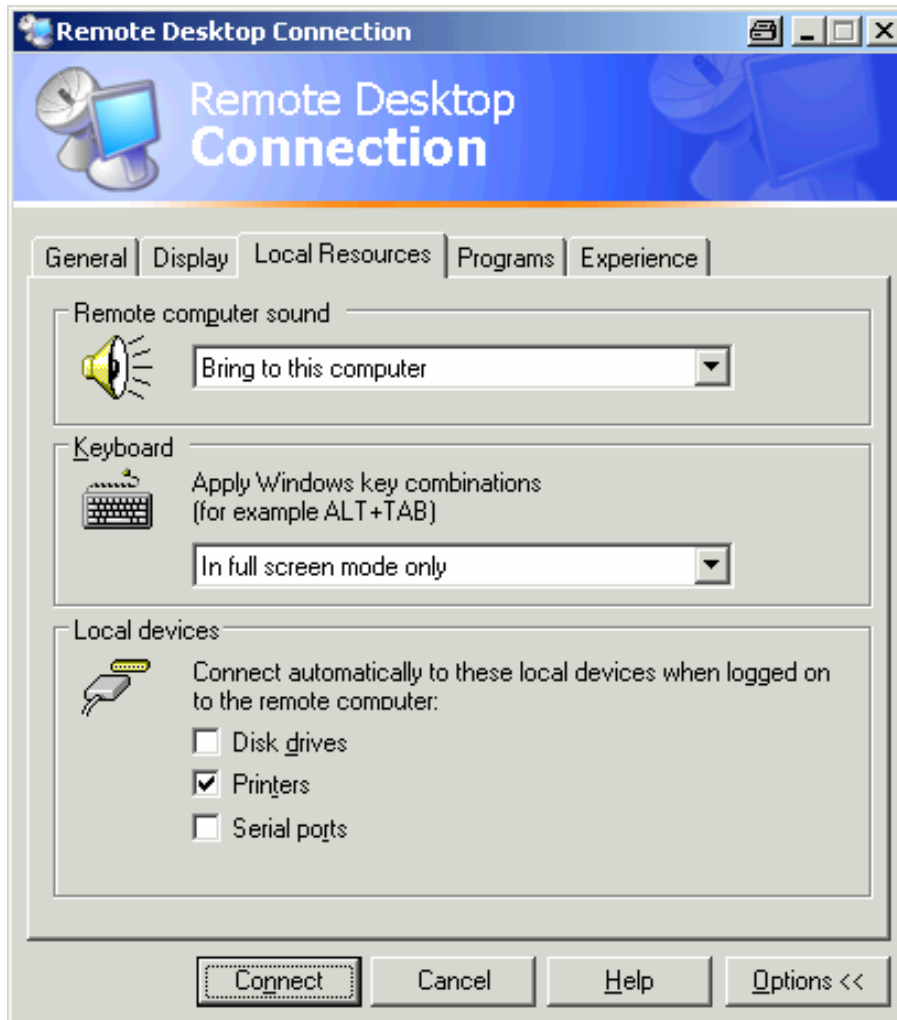 Remote Desktop Connection
Remote Desktop
Connection
General Display Local Resources Programs Experience
Remote computer sound
Bring to this computer
Keyboard
Apply Windows key combinations
(for example ALT+TAB)
In full screen mode only
Local devices
Connect automatically to these local devices when logged on
to the remote computer:
Disk drives
Printers
Serial ports
Connect Cancel Help Options <<